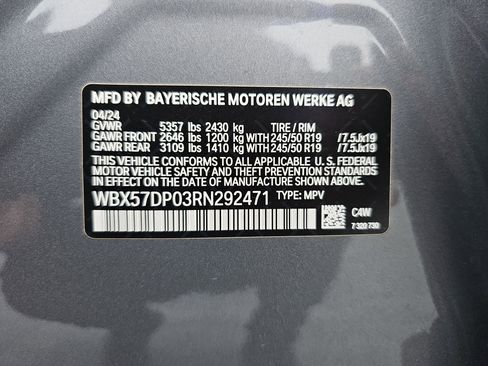 MFD BY BAYERISCHE MOTOREN WERKE AG
04/24
GVWR 5357 lbs 2430 kg TIRE / RIM
GAWR FRONT 2646 lbs 1200 kg WITH 245/50 R19 /7.5Jx19
GAWR REAR 3109 lbs 1410 kg WITH 245/50 R19 /7.5Jx19
THIS VEHICLE CONFORMS TO ALL APPLICABLE U.S. FEDERAL
MOTOR VEHICLE SAFETY AND THEFT PREVENTION STANDARDS
IN EFFECT ON THE DATE OF MANUFACTURE SHOWN ABOVE.
WBX57DP03RN292471 TYPE: MPV
C4W
7 320 730